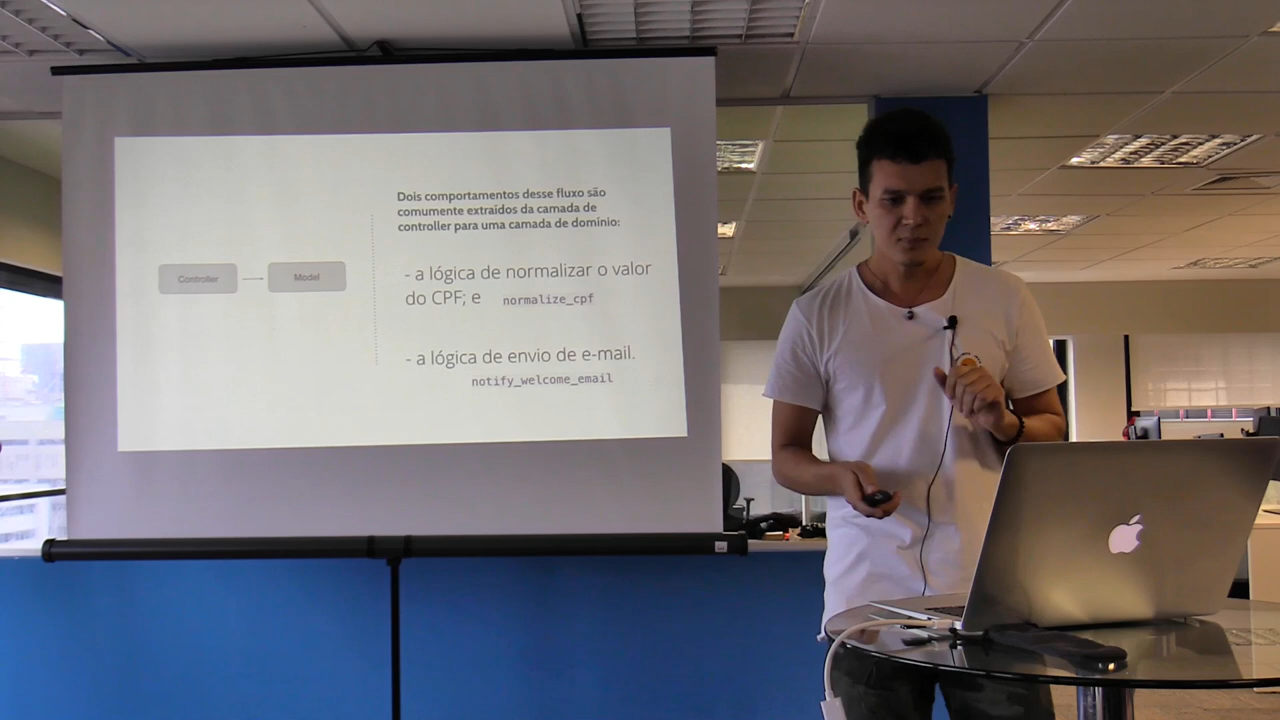 Dois comportamentos desse fluxo são
comumente extraídos da camada de
controller para uma camada de domínio:
Controller
Model
- a lógica de normalizar o valor
do CPF; e normalize_cpf
- a lógica de envio de e-mail.
notify_welcome_email